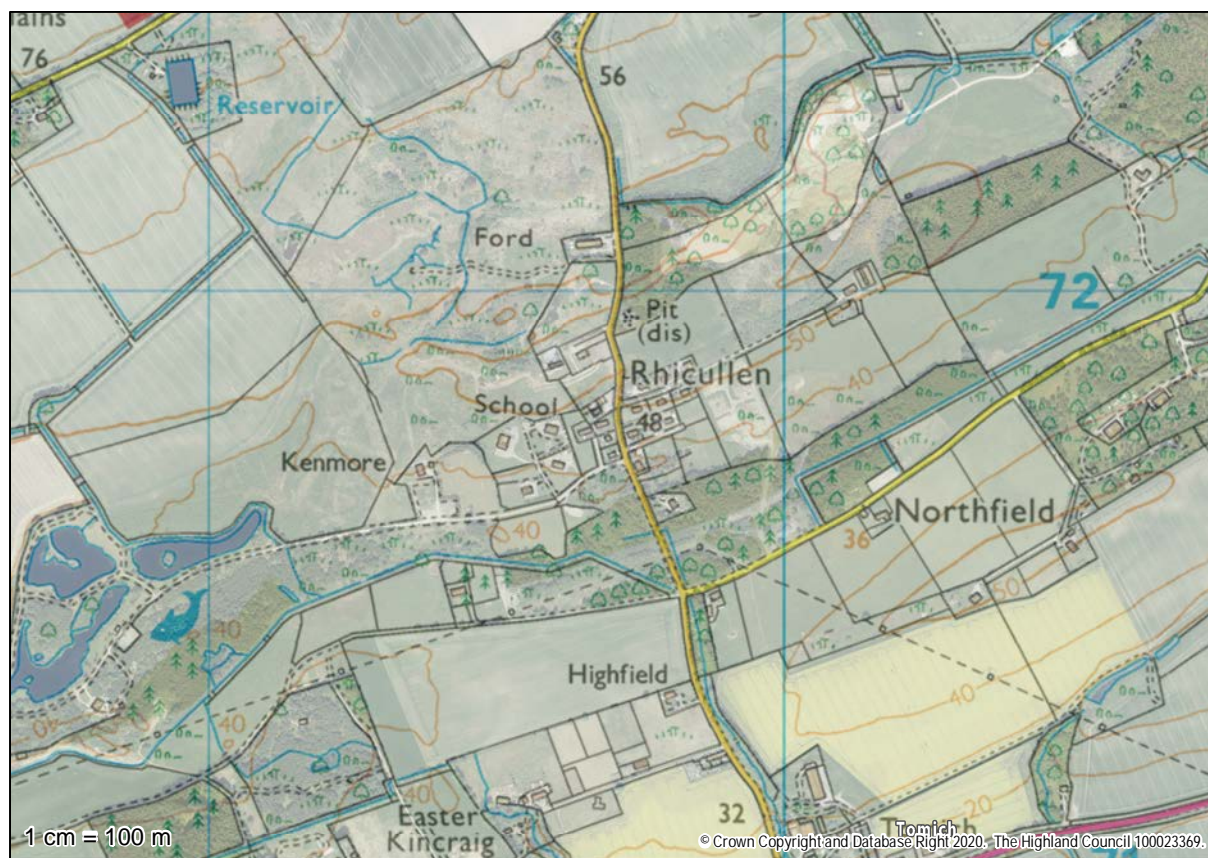 76
Reservoir
56
Ford
72
Pit
(dis)
50
Rhicullen
40
School
48
Kenmore
Northfield
40
36
50
40
Highfield
40
40
40
40
Easter
Kincraig
32
20
Tomich
1 cm = 100 m
© Crown Copyright and Database Right 2020. The Highland Council 100023369.